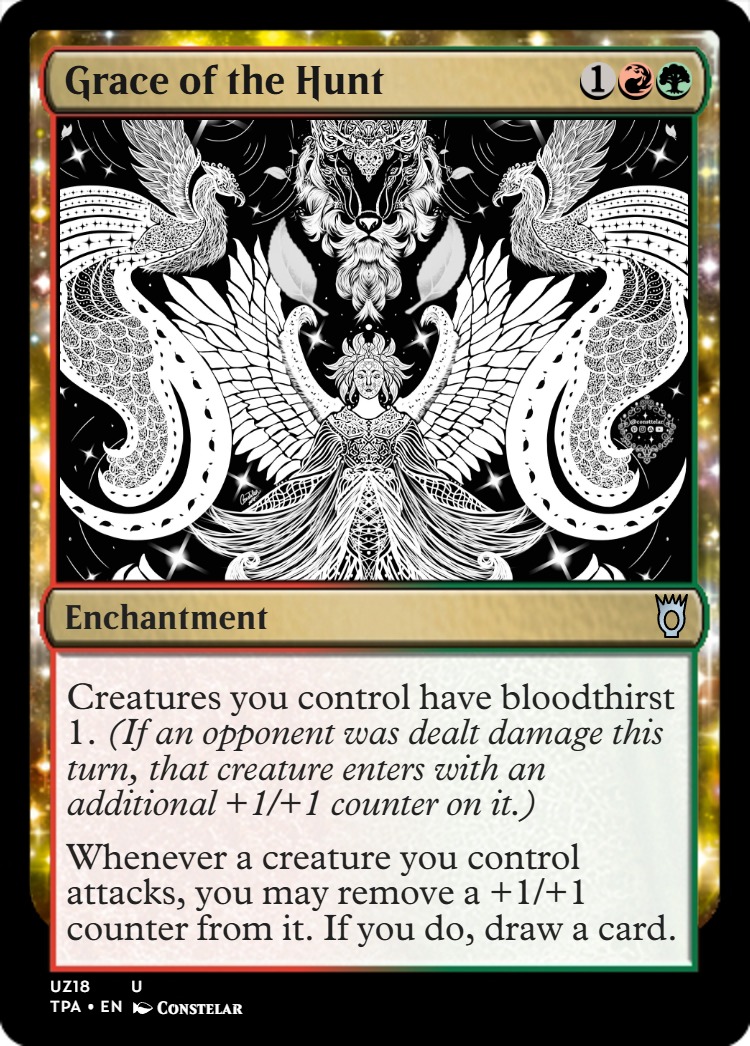 Grace of the Hunt
1
@consttelar
Enchantment
Creatures you control have bloodthirst
1. (If an opponent was dealt damage this
turn, that creature enters with an
additional +1/+1 counter on it.)
Whenever a creature you control
attacks, you may remove a +1/+1
counter from it. If you do, draw a card.
UZ18 U
TPA • EN CONSTELAR